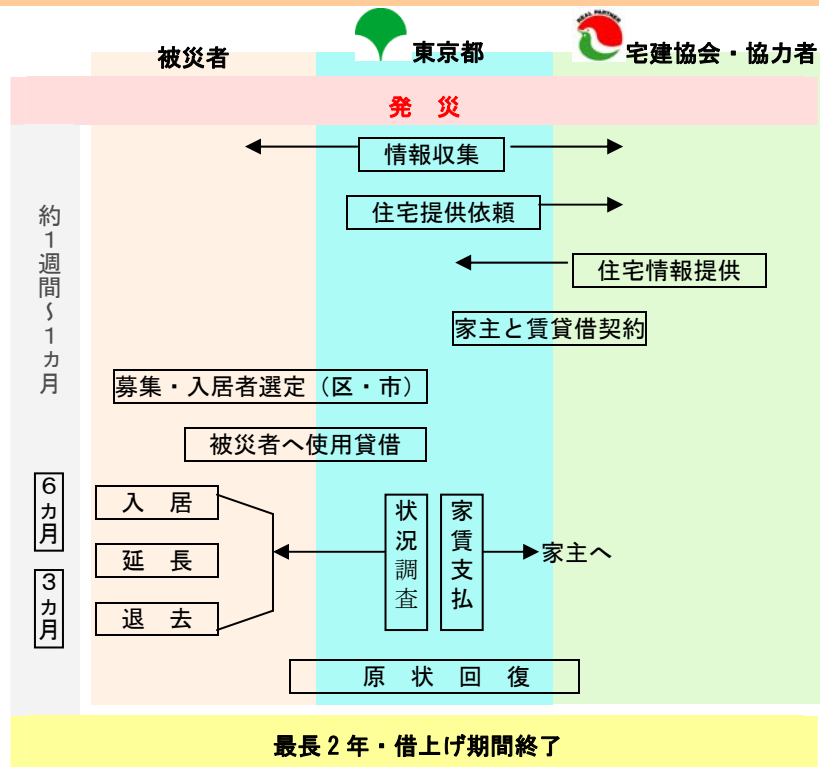 被災者
東京都
REAL PARTNER
宅建協会・協力者
発 災
情報収集
住宅提供依頼
住宅情報提供
家主と賃貸借契約
募集・入居者選定（区・市）
被災者へ使用貸借
約1週間~1カ月
6カ月
3カ月
入 居
延 長
退 去
状況調査
家賃支払
家主へ
原 状 回 復
最長2年・借上げ期間終了